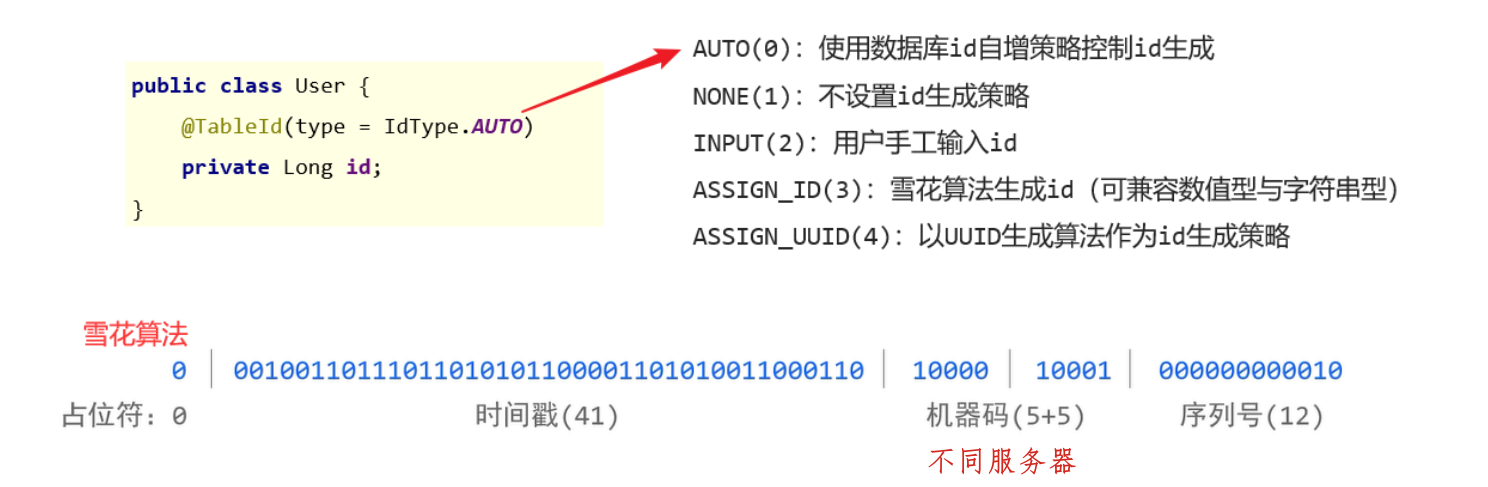 public class User {
@TableId(type = IdType.AUTO)
private Long id;
}
AUTO(0): 使用数据库id自增策略控制id生成
NONE(1): 不设置id生成策略
INPUT(2): 用户手工输入id
ASSIGN_ID(3): 雪花算法生成id (可兼容数值型与字符串型)
ASSIGN_UUID(4): 以UUID生成算法作为id生成策略
雪花算法
0 | 00100110111011010101100001101010011000110 | 10000 | 10001 | 000000000010
占位符: 0 时间戳(41) 机器码(5+5) 序列号(12)
不同服务器